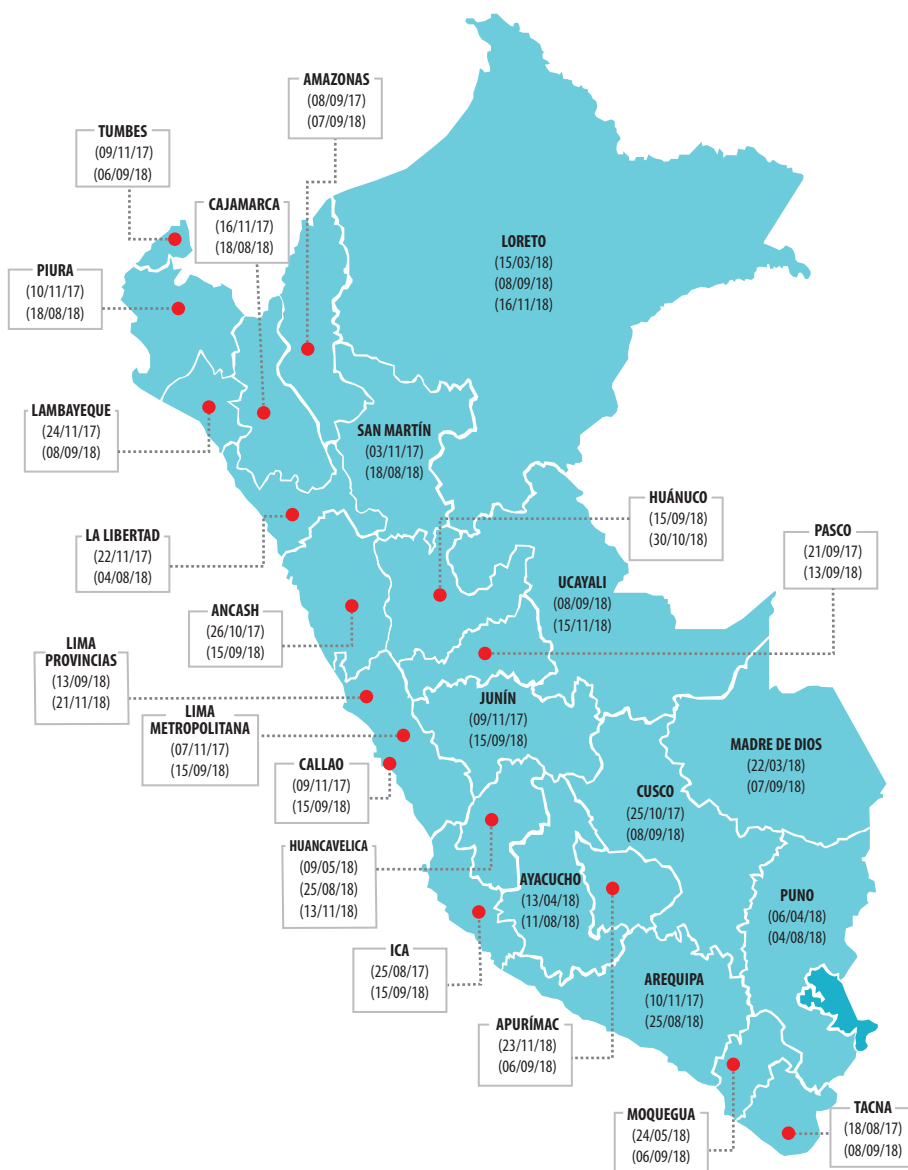 AMAZONAS
(08/09/17)
(07/09/18)
TUMBES
(09/11/17)
(06/09/18)
CAJAMARCA
(16/11/17)
(18/08/18)
LORETO
(15/03/18)
(08/09/18)
(16/11/18)
PIURA
(10/11/17)
(18/08/18)
LAMBAYEQUE
(24/11/17)
(08/09/18)
SAN MARTÍN
(03/11/17)
(18/08/18)
HUÁNUCO
(15/09/18)
(30/10/18)
PASCO
(21/09/17)
(13/09/18)
LA LIBERTAD
(22/11/17)
(04/08/18)
UCAYALI
(08/09/18)
(15/11/18)
ANCASH
(26/10/17)
(15/09/18)
LIMA
PROVINCIAS
(13/09/18)
(21/11/18)
JUNÍN
(09/11/17)
(15/09/18)
LIMA
METROPOLITANA
(07/11/17)
(15/09/18)
MADRE DE DIOS
(22/03/18)
(07/09/18)
CALLAO
(09/11/17)
(15/09/18)
CUSCO
(25/10/17)
(08/09/18)
HUANCAVELICA
(09/05/18)
(25/08/18)
(13/11/18)
AYACUCHO
(13/04/18)
(11/08/18)
PUNO
(06/04/18)
(04/08/18)
ICA
(25/08/17)
(15/09/18)
AREQUIPA
(10/11/17)
(25/08/18)
APURÍMAC
(23/11/18)
(06/09/18)
MOQUEGUA
(24/05/18)
(06/09/18)
TACNA
(18/08/17)
(08/09/18)